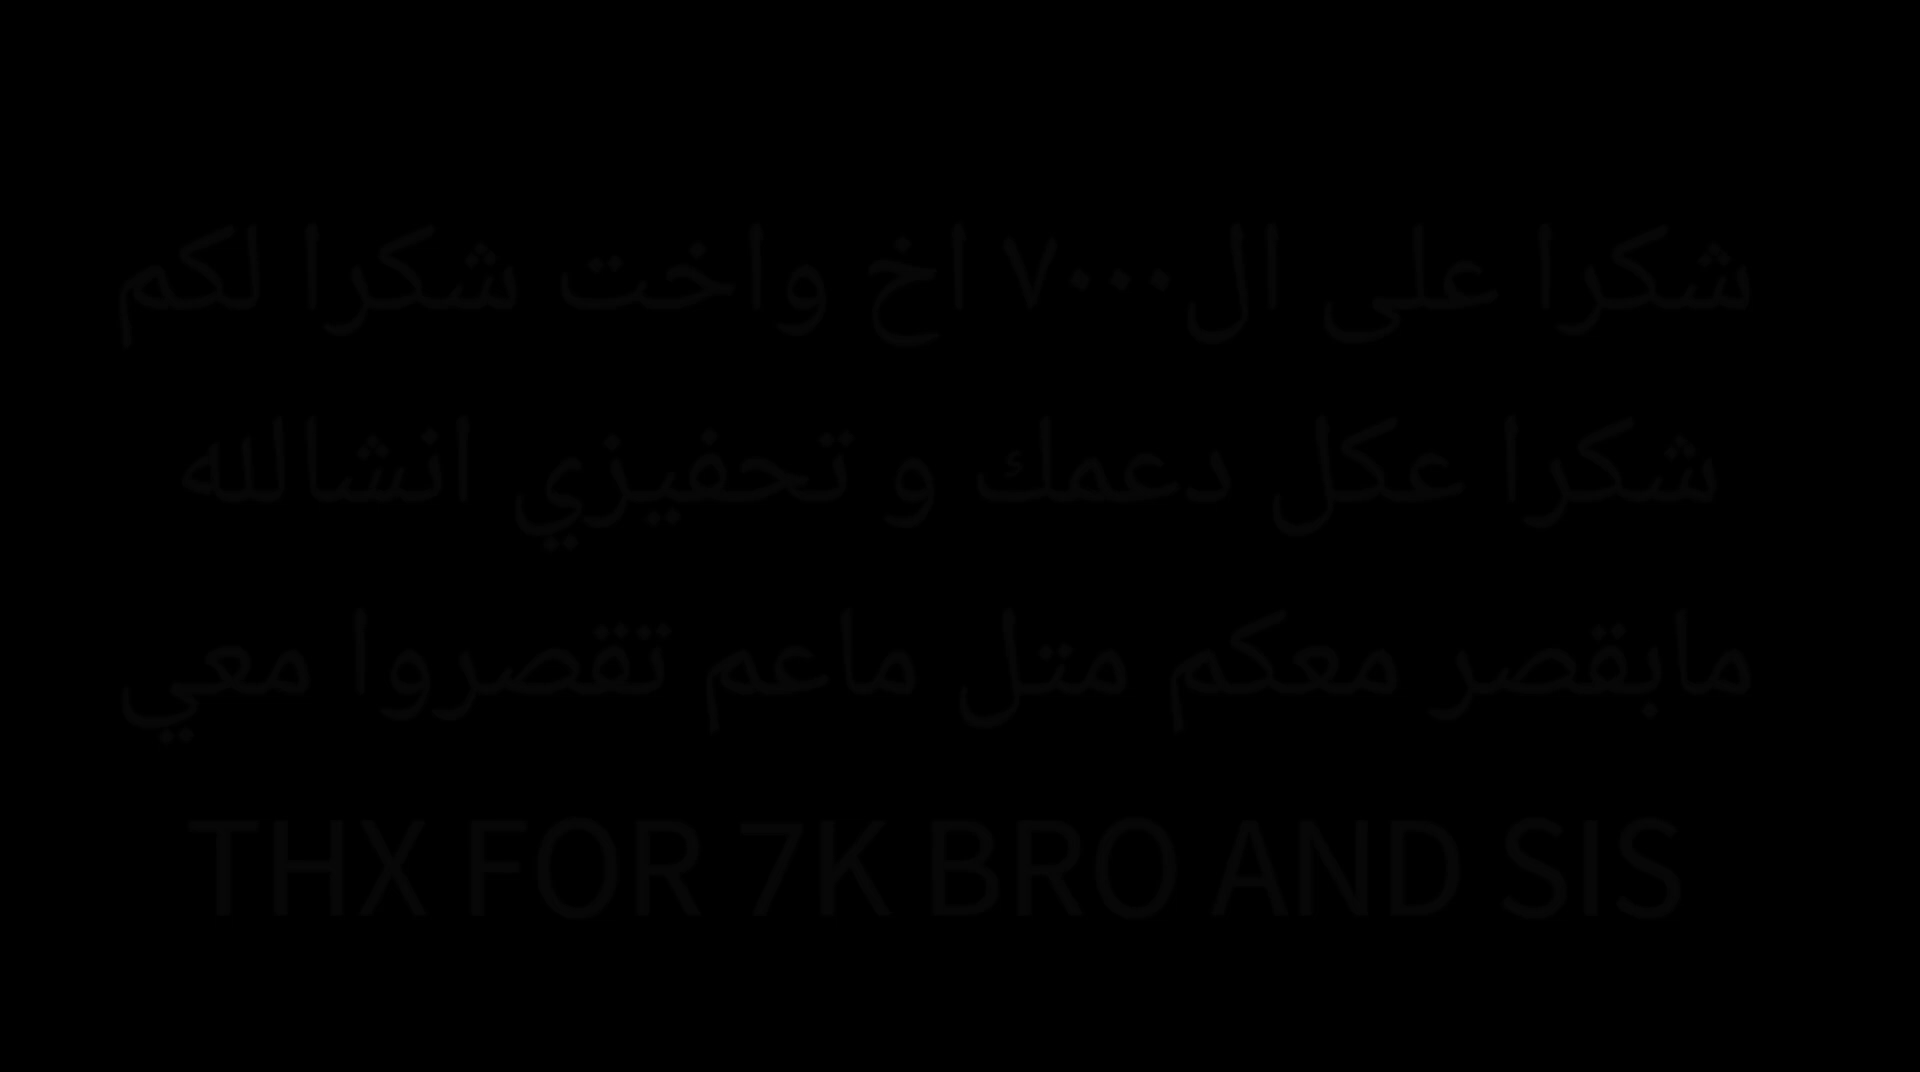 شكرا على ال٧٠٠٠ اخ واخت شكرا لكم
شكرا عكل دعمك و تحفيزي انشالله
مابقصر معكم متل ماعم تقصروا معي
THX FOR 7K BRO AND SIS